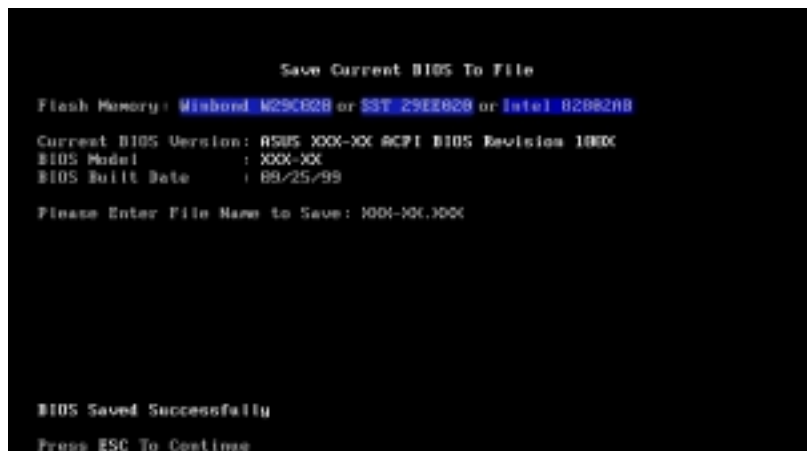 Save Current BIOS To File
Flash Memory: Winbond W29C020 or SST 29EE020 or Intel 82802AB
Current BIOS Version: ASUS XXX-XX ACPI BIOS Revision 100X
BIOS Model : XXX-XX
BIOS Built Date : 09/25/99
Please Enter File Name to Save: XXX-XX.XXX
BIOS Saved Successfully
Press ESC To Continue